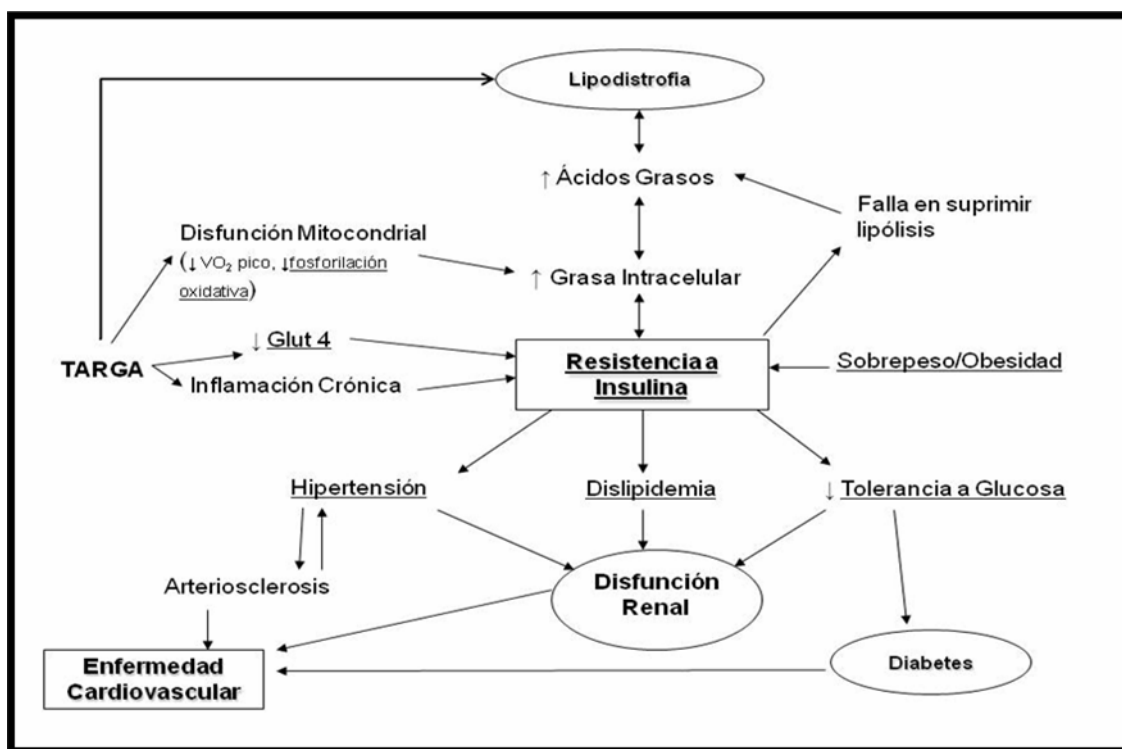 Lipodistrofia
↑ Ácidos Grasos
Falla en suprimir
lipólisis
Disfunción Mitocondrial
(↓VO₂ pico, ↓fosforilación
oxidativa)
↑ Grasa Intracelular
↓ Glut 4
TARGA
Inflamación Crónica
Resistencia a
Insulina
Sobrepeso/Obesidad
Hipertensión
Dislipidemia
↓ Tolerancia a Glucosa
Arteriosclerosis
Disfunción
Renal
Enfermedad
Cardiovascular
Diabetes